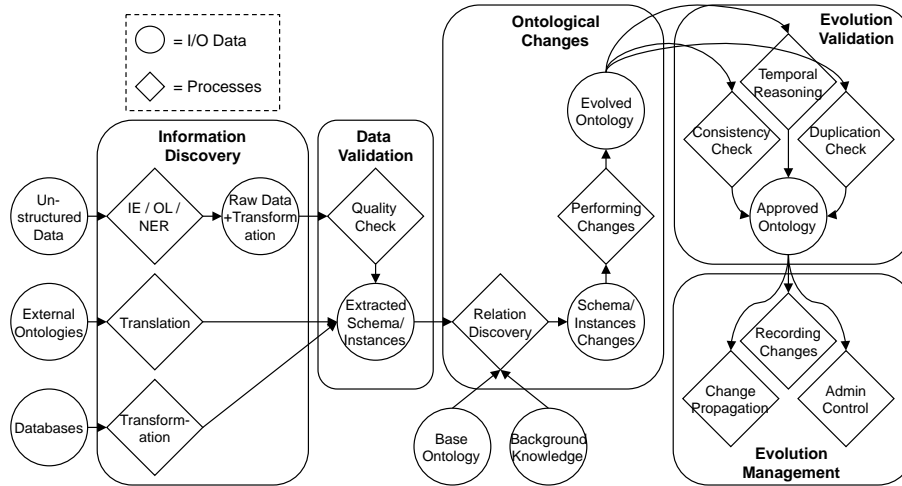 = I/O Data
= Processes
Information
Discovery
Data
Validation
Ontological
Changes
Evolution
Validation
Un-
structured
Data
IE / OL /
NER
Raw Data
+Transform
ation
Quality
Check
External
Ontologies
Translation
Extracted
Schema/
Instances
Databases
Transform-
ation
Relation
Discovery
Base
Ontology
Background
Knowledge
Schema/
Instances
Changes
Performing
Changes
Evolved
Ontology
Temporal
Reasoning
Consistency
Check
Duplication
Check
Approved
Ontology
Recording
Changes
Change
Propagation
Admin
Control
Evolution
Management